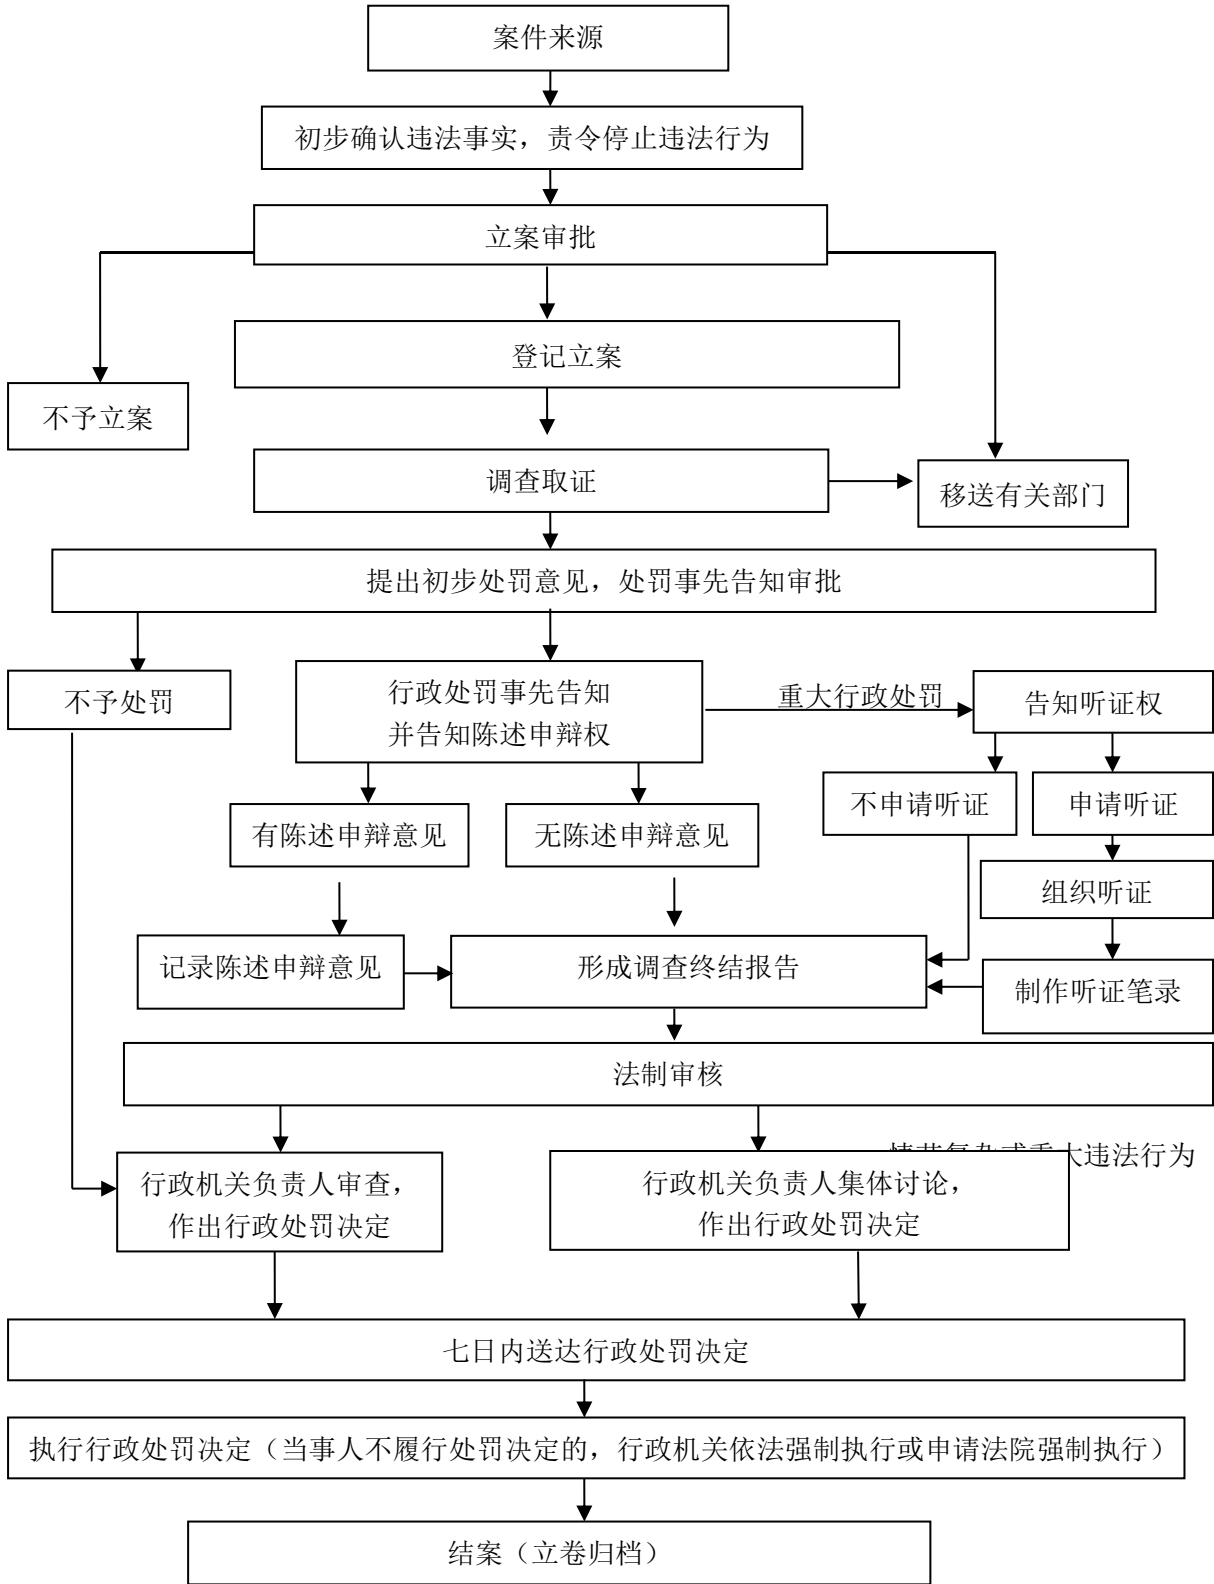 案件来源
初步确认违法事实，责令停止违法行为
立案审批
登记立案
不予立案
调查取证
移送有关部门
提出初步处罚意见，处罚事先告知审批
不予处罚
行政处罚事先告知
并告知陈述申辩权
重大行政处罚
告知听证权
不申请听证
申请听证
有陈述申辩意见
无陈述申辩意见
组织听证
记录陈述申辩意见
形成调查终结报告
制作听证笔录
法制审核
大违法行为
行政机关负责人审查，
作出行政处罚决定
行政机关负责人集体讨论，
作出行政处罚决定
七日内送达行政处罚决定
执行行政处罚决定（当事人不履行处罚决定的，行政机关依法强制执行或申请法院强制执行）
结案（立卷归档）